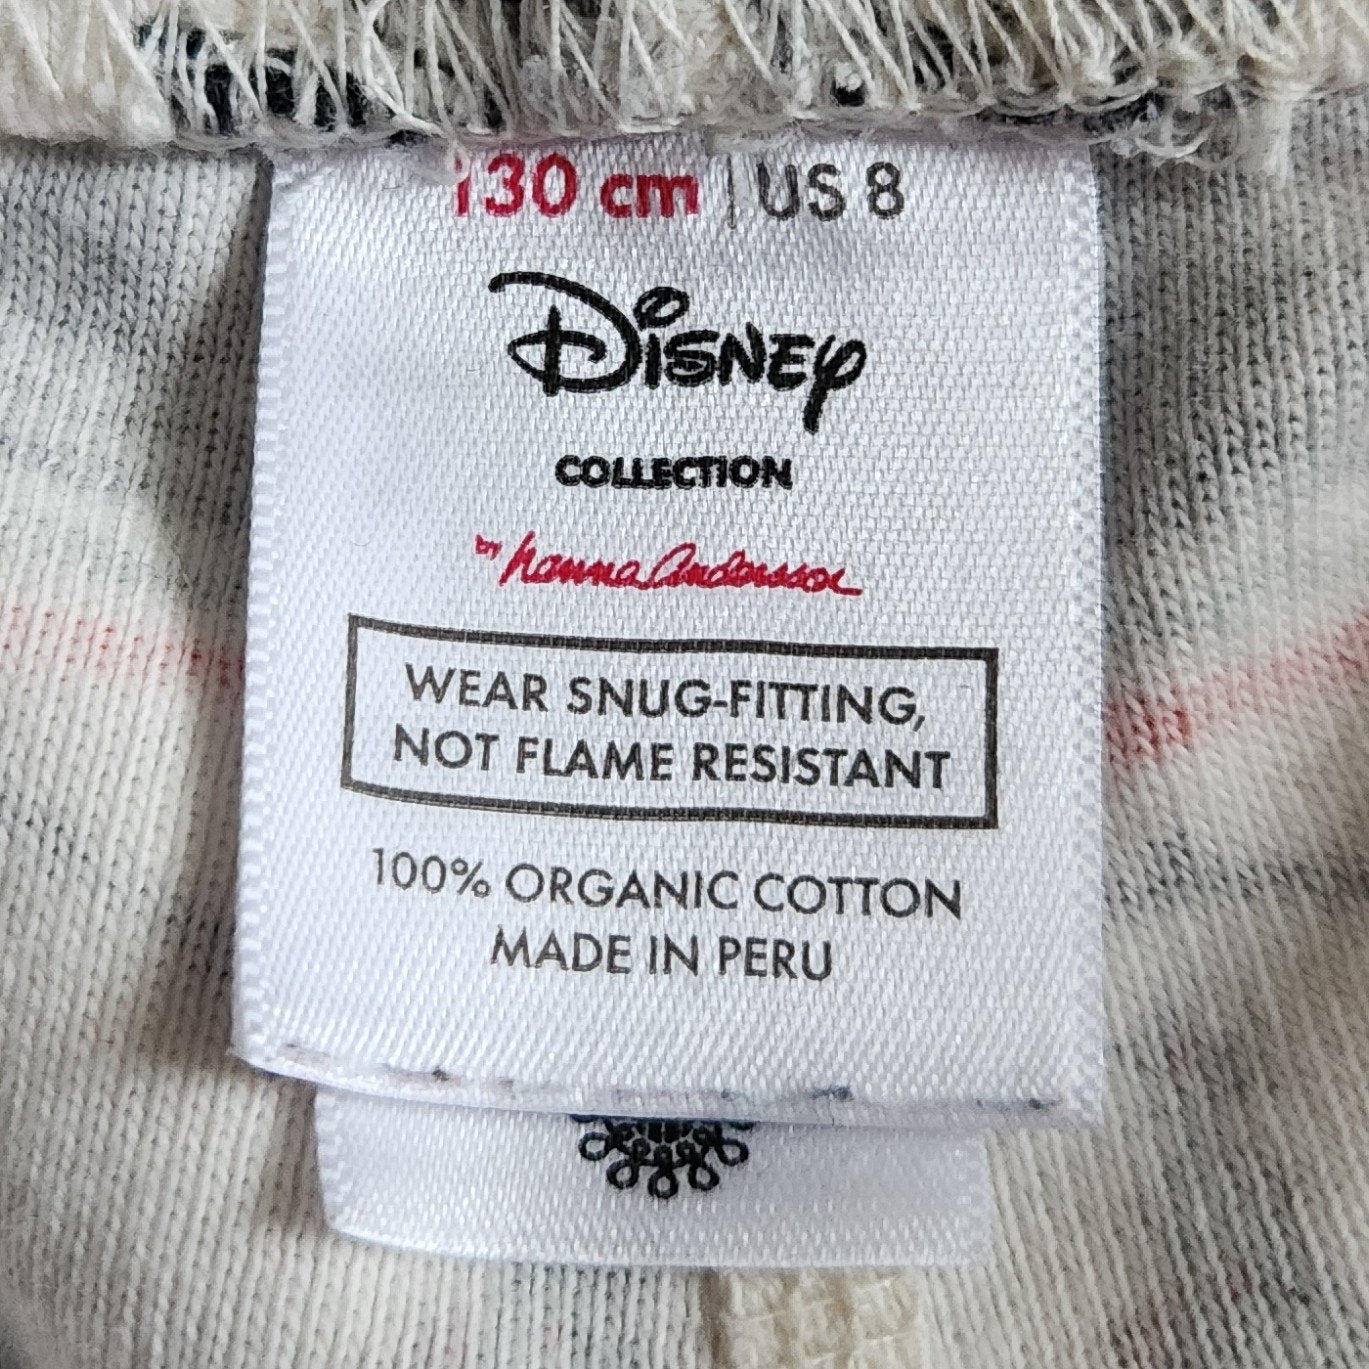 130 cm | US 8
Disney
COLLECTION
by hanna Andersson
WEAR SNUG-FITTING,
NOT FLAME RESISTANT
100% ORGANIC COTTON
MADE IN PERU